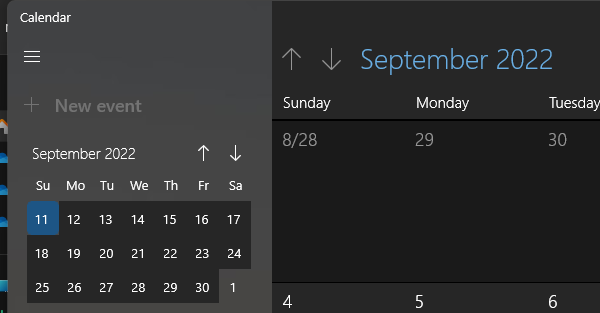 Calendar
New event
September 2022
Su Mo Tu We Th Fr Sa
11 12 13 14 15 16 17
18 19 20 21 22 23 24
25 26 27 28 29 30 1
September 2022
Sunday Monday Tuesday
8/28 29 30
4 5 6